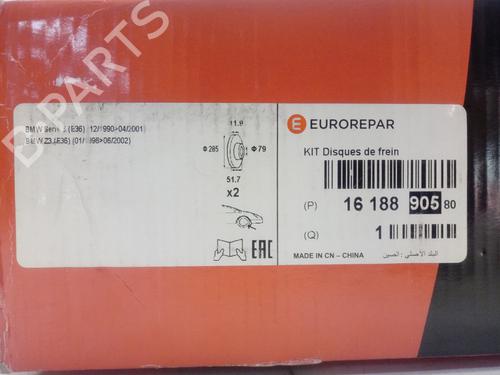 BMW Serie 3 (E36) (12/1990>04/2001)
BMW Z3 (E36) (01/1998>06/2002)
11.9
Φ 285
Φ 79
51.7
x2
EAC
E EUROREPAR
KIT Disques de frein
(P) 16 188 905 80
(Q) 1
MADE IN CN – CHINA
البلد الأصلي : الصين
B-PARTS